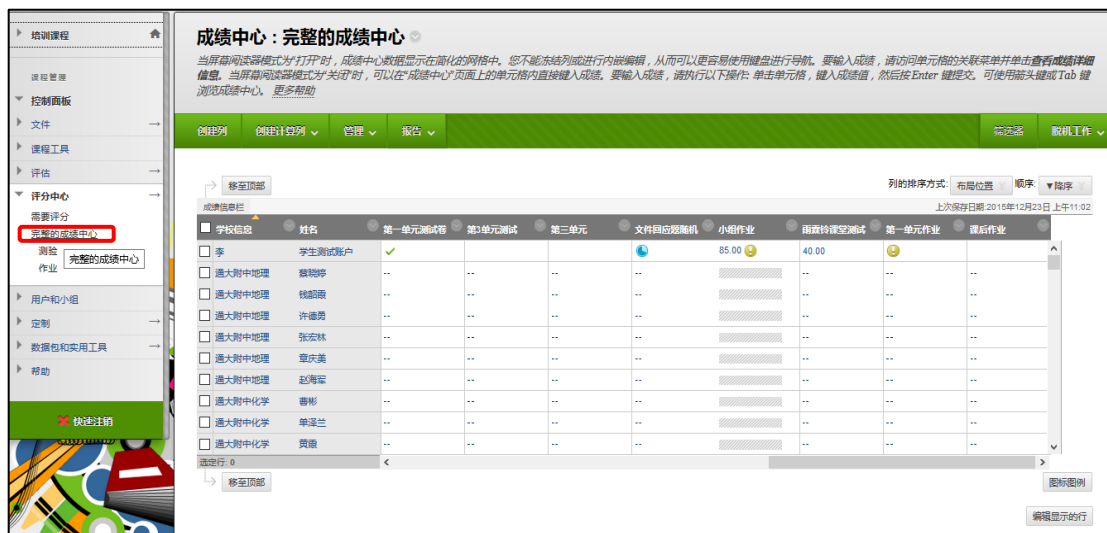 培训课程
课程管理
控制面板
文件
课程工具
评估
评分中心
需要评分
完整的成绩中心
测验
作业
完整的成绩中心
用户和小组
定制
数据包和实用工具
帮助
快速注销
成绩中心 : 完整的成绩中心
当屏幕阅读器模式为“打开”时，成绩中心数据显示在简化的网格中。您不能冻结列或进行内嵌编辑，从而可以更容易使用键盘进行导航。要输入成绩，请访问单元格的关联菜单并单击查看成绩详细
信息。当屏幕阅读器模式为“关闭”时，可以在“成绩中心”页面上的单元格内直接键入成绩。要输入成绩，请执行以下操作: 单击单元格，键入成绩值，然后按 Enter 键提交。可使用箭头键或 Tab 键
浏览成绩中心。 更多帮助
创建列 创建计算列 管理 报告 筛选器 脱机工作
移至顶部 列的排序方式: 布局位置 顺序: ▼降序
成绩信息栏 上次保存日期:2015年12月23日 上午11:02
学校信息 姓名 第一单元测试卷 第3单元测试 第三单元 文件回应题随机 小组作业 雨霖铃课堂测试 第一单元作业 课后作业
李 学生测试账户 85.00 40.00
通大附中地理 蔡晓婷 -- -- -- -- -- -- --
通大附中地理 钱韶霞 -- -- -- -- -- -- --
通大附中地理 许德勇 -- -- -- -- -- -- --
通大附中地理 张宏林 -- -- -- -- -- -- --
通大附中地理 章庆美 -- -- -- -- -- -- --
通大附中地理 赵海军 -- -- -- -- -- -- --
通大附中化学 曹彬 -- -- -- -- -- -- --
通大附中化学 单泽兰 -- -- -- -- -- -- --
通大附中化学 黄霞 -- -- -- -- -- -- --
选定行: 0
移至顶部 图标图例
编辑显示的行